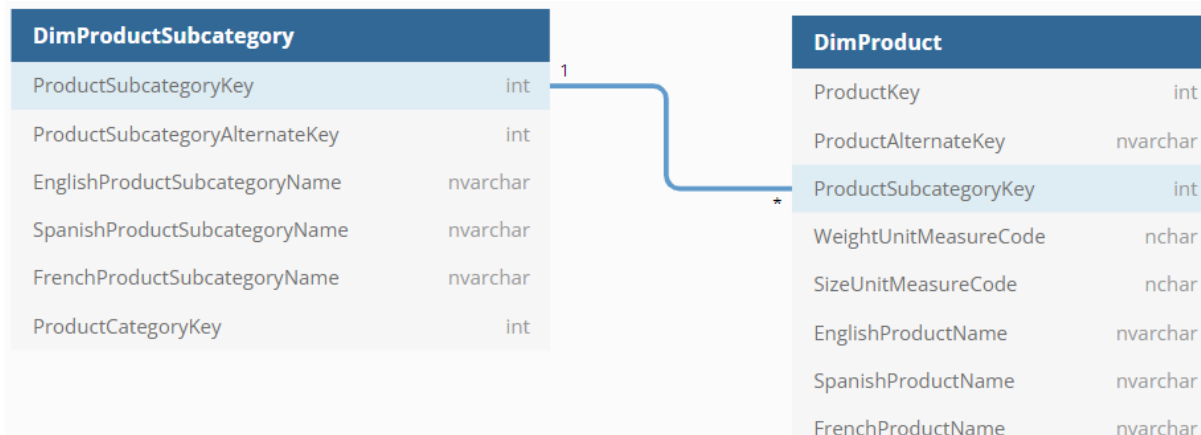 DimProductSubcategory
ProductSubcategoryKey int
ProductSubcategoryAlternateKey int
EnglishProductSubcategoryName nvarchar
SpanishProductSubcategoryName nvarchar
FrenchProductSubcategoryName nvarchar
ProductCategoryKey int
1
*
DimProduct
ProductKey int
ProductAlternateKey nvarchar
ProductSubcategoryKey int
WeightUnitMeasureCode nchar
SizeUnitMeasureCode nchar
EnglishProductName nvarchar
SpanishProductName nvarchar
FrenchProductName nvarchar